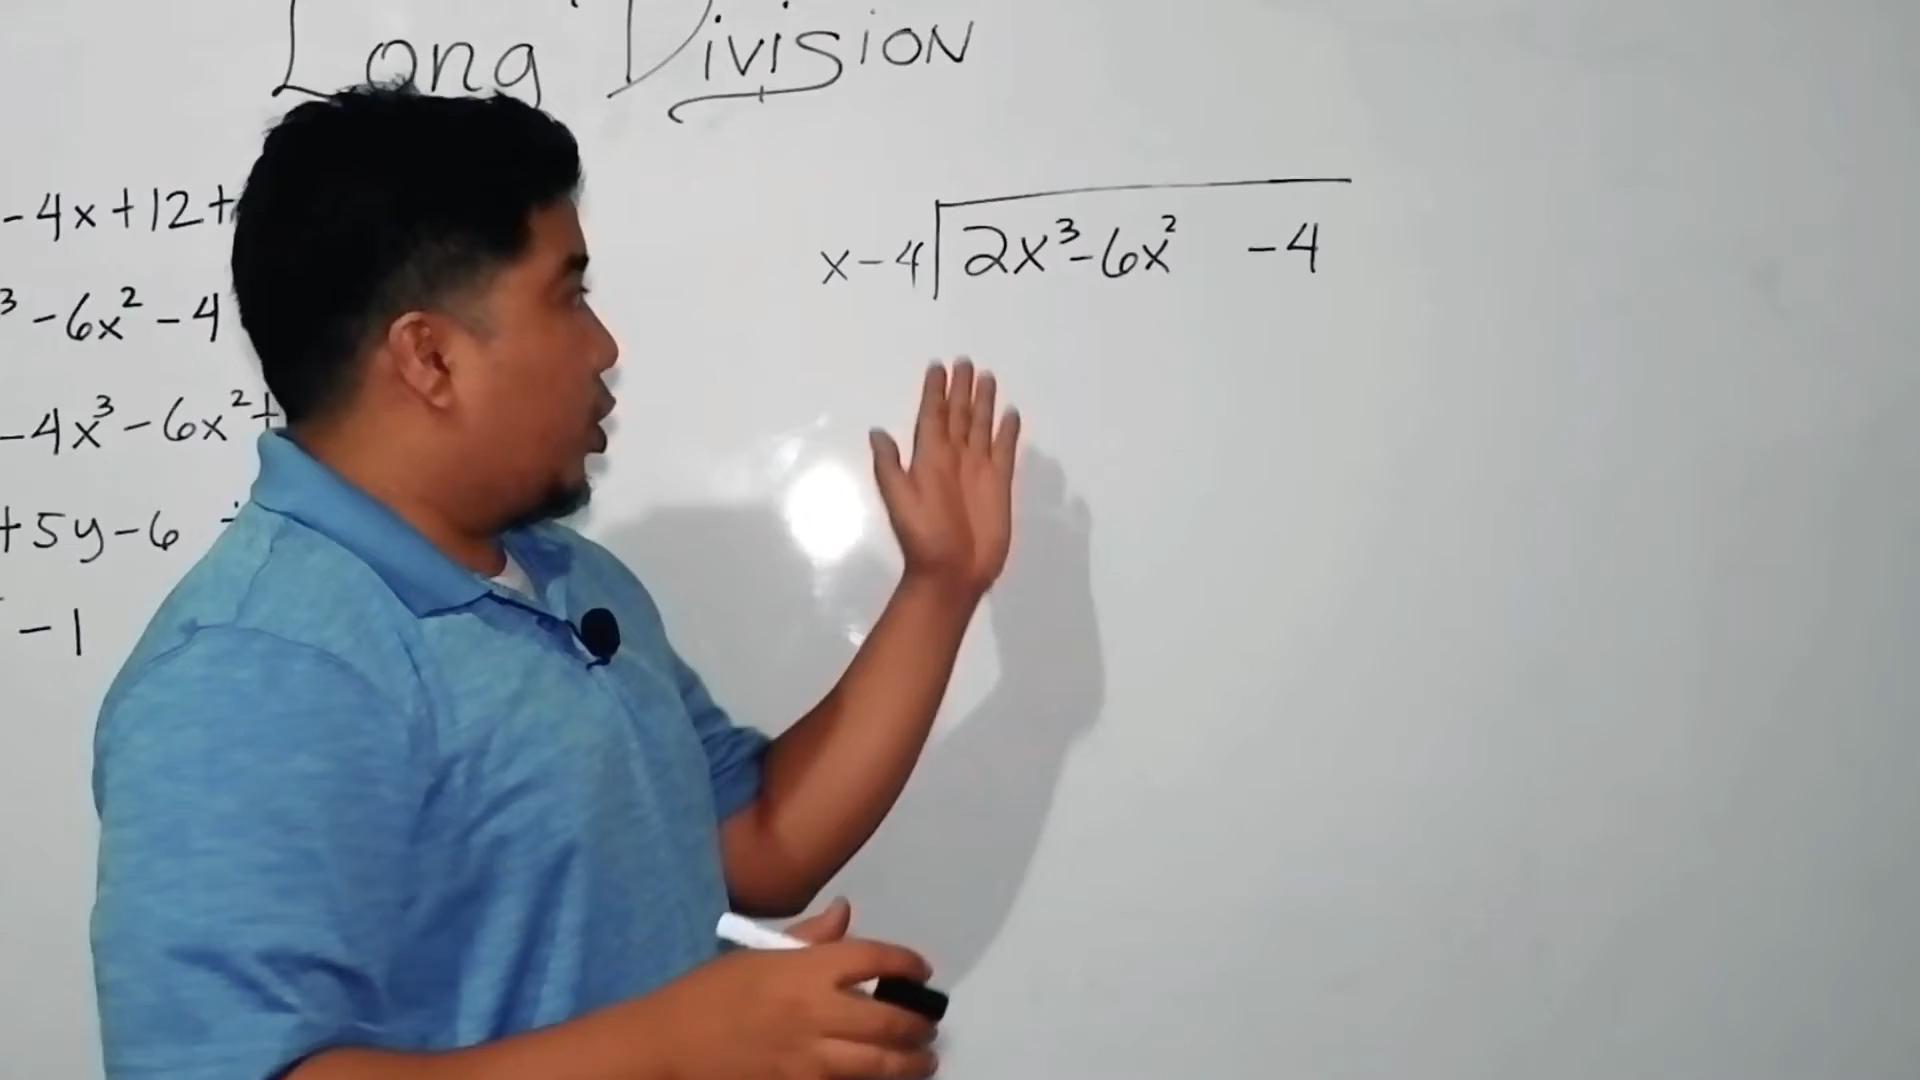 Long Division
-4x+12+
x-4 2x³-6x² -4
³-6x²-4
-4x³-6x²+
+5y-6
-1